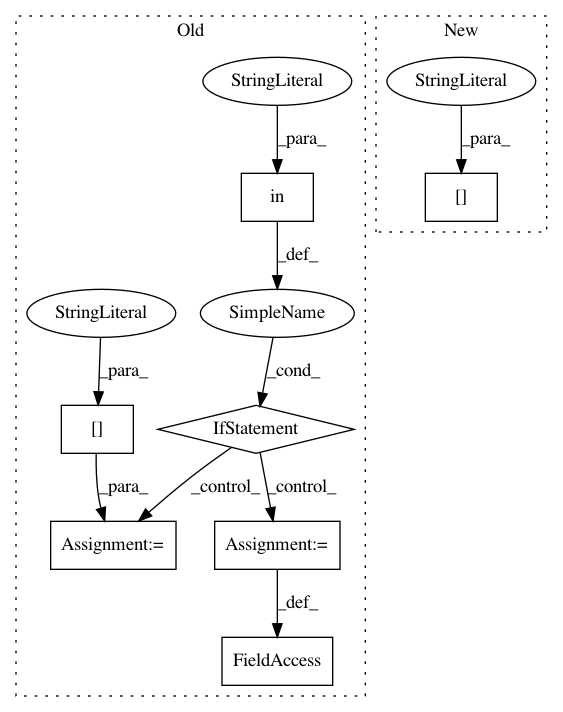 Old
New
StringLiteral
StringLiteral
_para_
_para_
in
[]
_def_
StringLiteral
SimpleName
_para_
_cond_
[]
IfStatement
_para_
_control_
_control_
Assignment:=
Assignment:=
_def_
FieldAccess